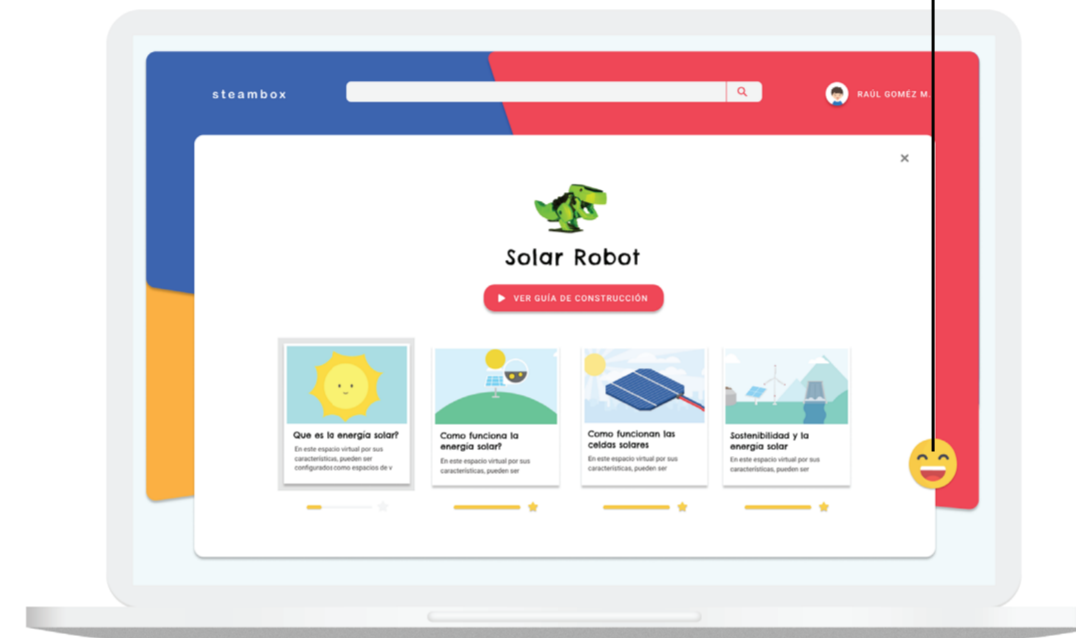 steambox
RAÚL GOMÉZ M.
×
Solar Robot
VER GUÍA DE CONSTRUCCIÓN
Que es la energía solar?
En este espacio virtual por sus
características, pueden ser
configurados como espacios de v
Como funciona la
energía solar?
En este espacio virtual por sus
características, pueden ser
Como funcionan las
celdas solares
En este espacio virtual por sus
características, pueden ser
Sostenibilidad y la
energía solar
En este espacio virtual por sus
características, pueden ser